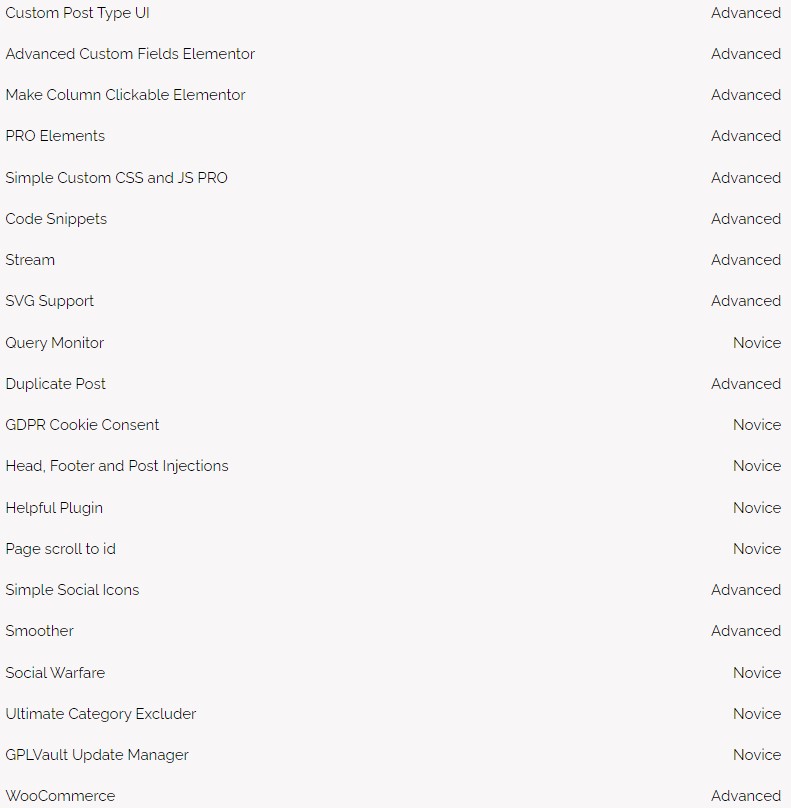 Custom Post Type UI Advanced
Advanced Custom Fields Elementor Advanced
Make Column Clickable Elementor Advanced
PRO Elements Advanced
Simple Custom CSS and JS PRO Advanced
Code Snippets Advanced
Stream Advanced
SVG Support Advanced
Query Monitor Novice
Duplicate Post Advanced
GDPR Cookie Consent Novice
Head, Footer and Post Injections Novice
Helpful Plugin Novice
Page scroll to id Novice
Simple Social Icons Advanced
Smoother Advanced
Social Warfare Novice
Ultimate Category Excluder Novice
GPLVault Update Manager Novice
WooCommerce Advanced